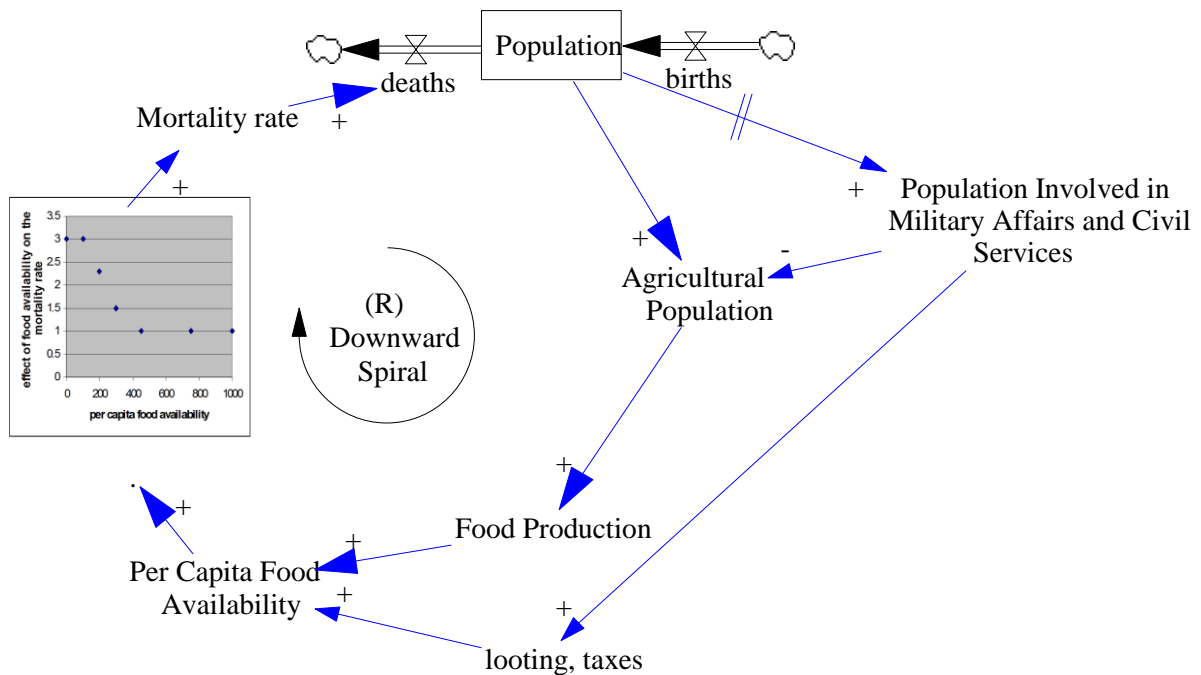 Population
deaths
births
Mortality rate
+
+
Population Involved in
Military Affairs and Civil
Services
+
+
-
Agricultural
Population
effect of food availability on the
mortality rate
3.5
3
2.5
2
1.5
1
0.5
0
0 200 400 600 800 1000
per capita food availability
(R)
Downward
Spiral
+
Food Production
.
+
+
Per Capita Food
Availability
+
+
looting, taxes